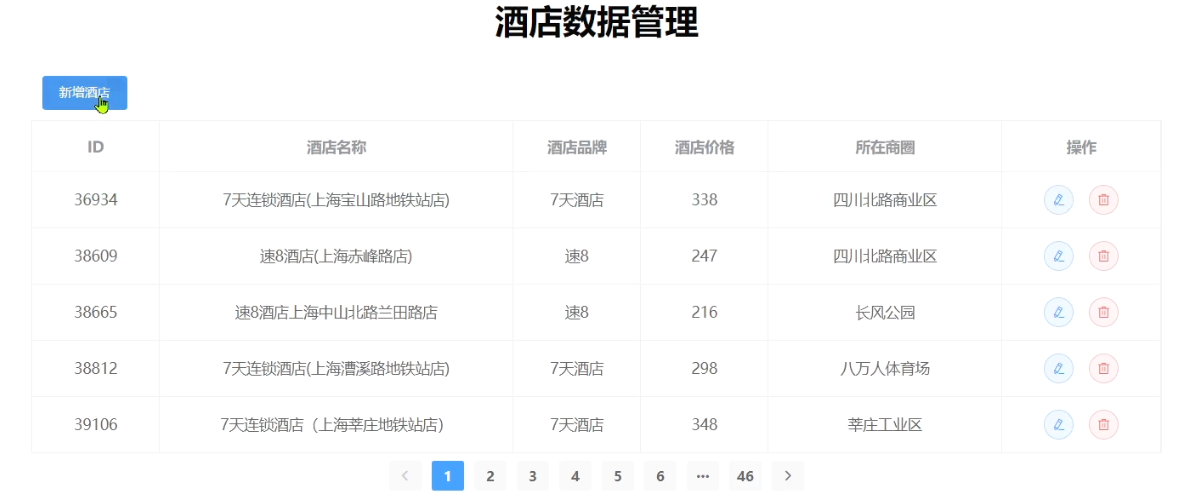 酒店数据管理
新增酒店
ID 酒店名称 酒店品牌 酒店价格 所在商圈 操作
36934 7天连锁酒店(上海宝山路地铁站店) 7天酒店 338 四川北路商业区
38609 速8酒店(上海赤峰路店) 速8 247 四川北路商业区
38665 速8酒店上海中山北路兰田路店 速8 216 长风公园
38812 7天连锁酒店(上海漕溪路地铁站店) 7天酒店 298 八万人体育场
39106 7天连锁酒店（上海莘庄地铁站店） 7天酒店 348 莘庄工业区
1 2 3 4 5 6 ··· 46